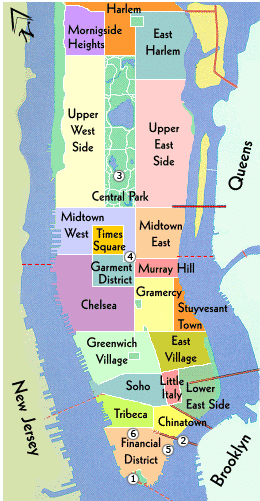 Harlem
Morningside
Heights
East
Harlem
Upper
West
Side
Upper
East
Side
Queens
3
Central Park
Midtown
West
Times
Square
Midtown
East
4
Garment
District
Murray Hill
Chelsea
Gramercy
Stuyvesant
Town
Greenwich
Village
East
Village
Soho
Little
Italy
Lower
East Side
New Jersey
Tribeca
Chinatown
6
Financial
District
5
2
1
Brooklyn